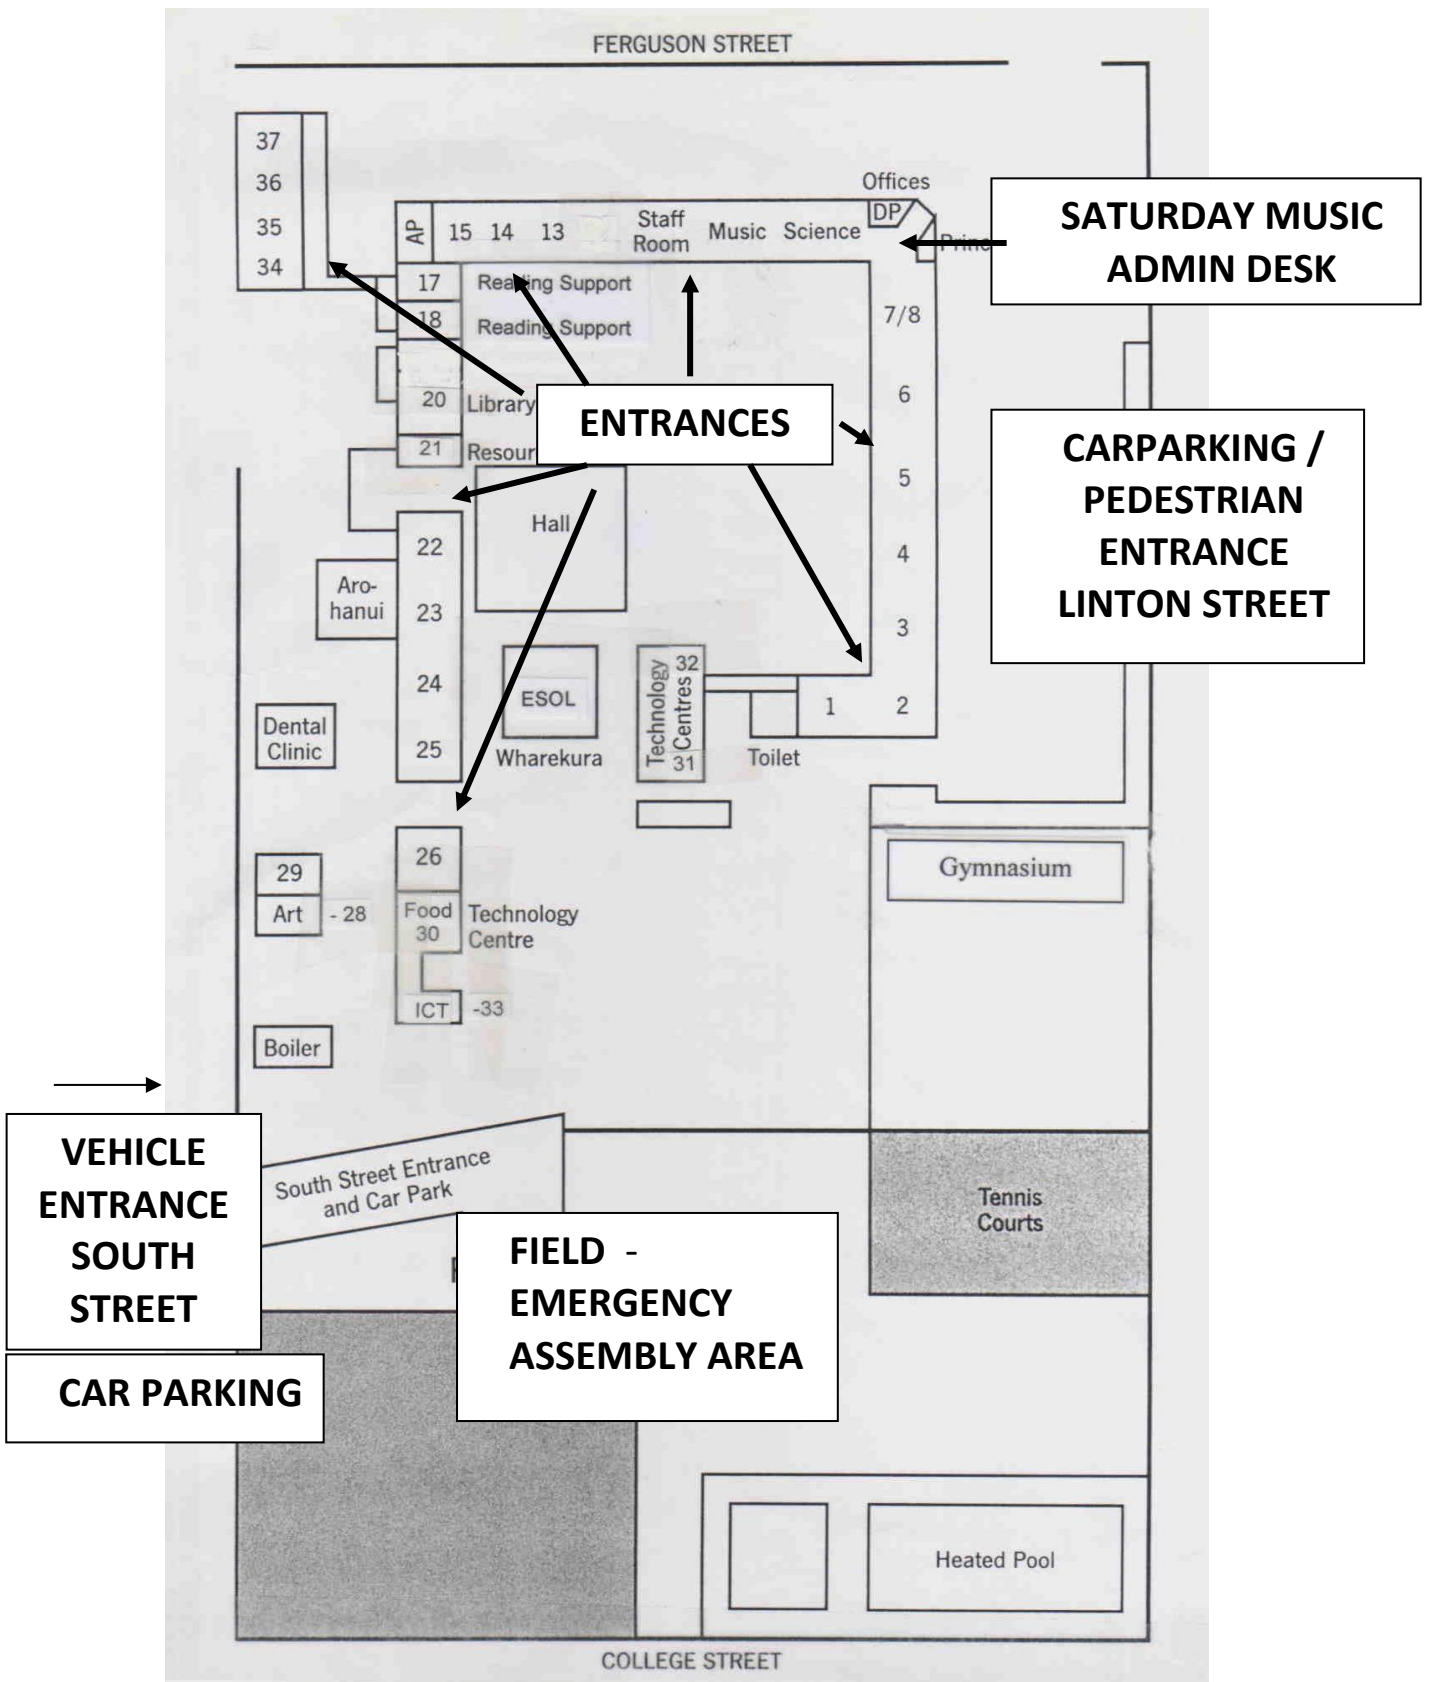 FERGUSON STREET
37
36
35
34
Offices
DP
AP
15 14 13
Staff
Room
Music
Science
SATURDAY MUSIC
ADMIN DESK
17
Reading Support
18
Reading Support
7/8
6
20
Library
ENTRANCES
21
5
Hall
CARPARKING /
PEDESTRIAN
ENTRANCE
LINTON STREET
22
4
Aro-
hanui
23
3
24
ESOL
Wharekura
Technology
Centres
32
31
1
2
Toilet
Dental
Clinic
25
26
Gymnasium
29
Art
- 28
Food
30
Technology
Centre
ICT
-33
Boiler
VEHICLE
ENTRANCE
SOUTH
STREET
CAR PARKING
South Street Entrance
and Car Park
FIELD -
EMERGENCY
ASSEMBLY AREA
Tennis
Courts
Heated Pool
COLLEGE STREET